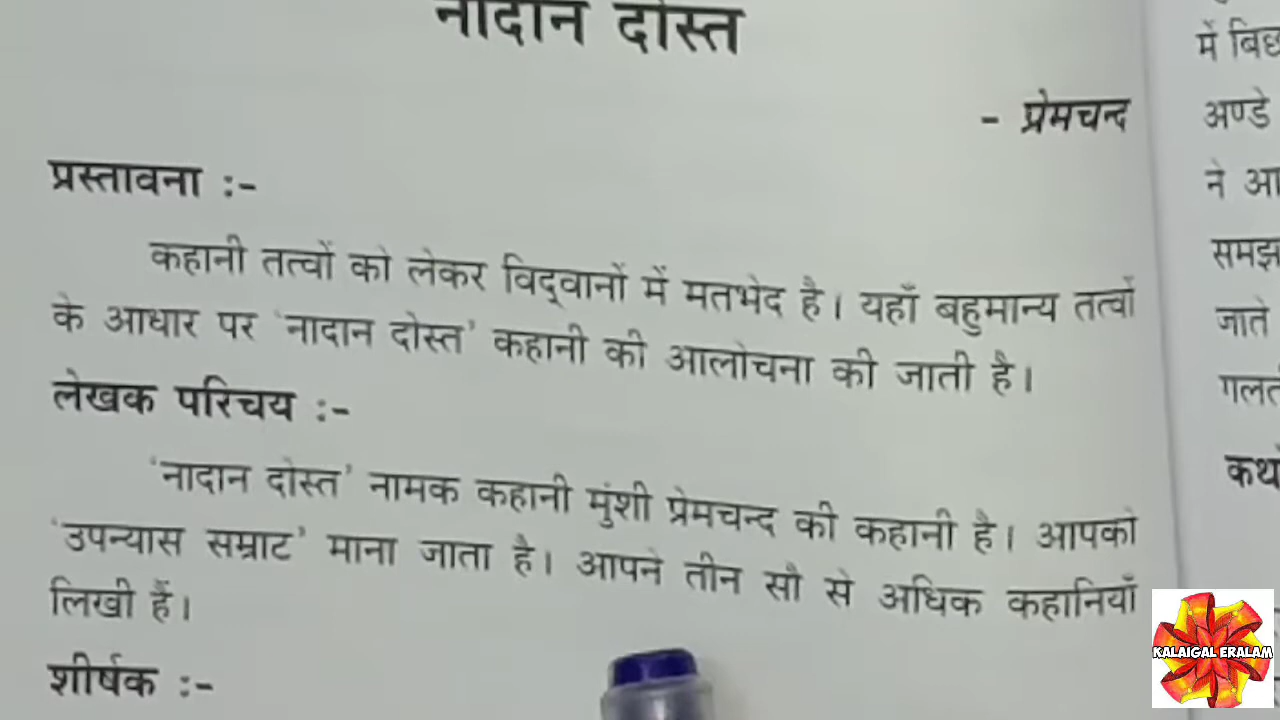 नादान दोस्त
- प्रेमचन्द
प्रस्तावना :-
कहानी तत्वों को लेकर विद्वानों में मतभेद है। यहाँ बहुमान्य तत्वों
के आधार पर 'नादान दोस्त' कहानी की आलोचना की जाती है।
लेखक परिचय :-
'नादान दोस्त' नामक कहानी मुंशी प्रेमचन्द की कहानी है। आपको
'उपन्यास सम्राट' माना जाता है। आपने तीन सौ से अधिक कहानियाँ
लिखी हैं।
शीर्षक :-
में
अण्डे
ने
जाते
KALAIGAL ERALAM